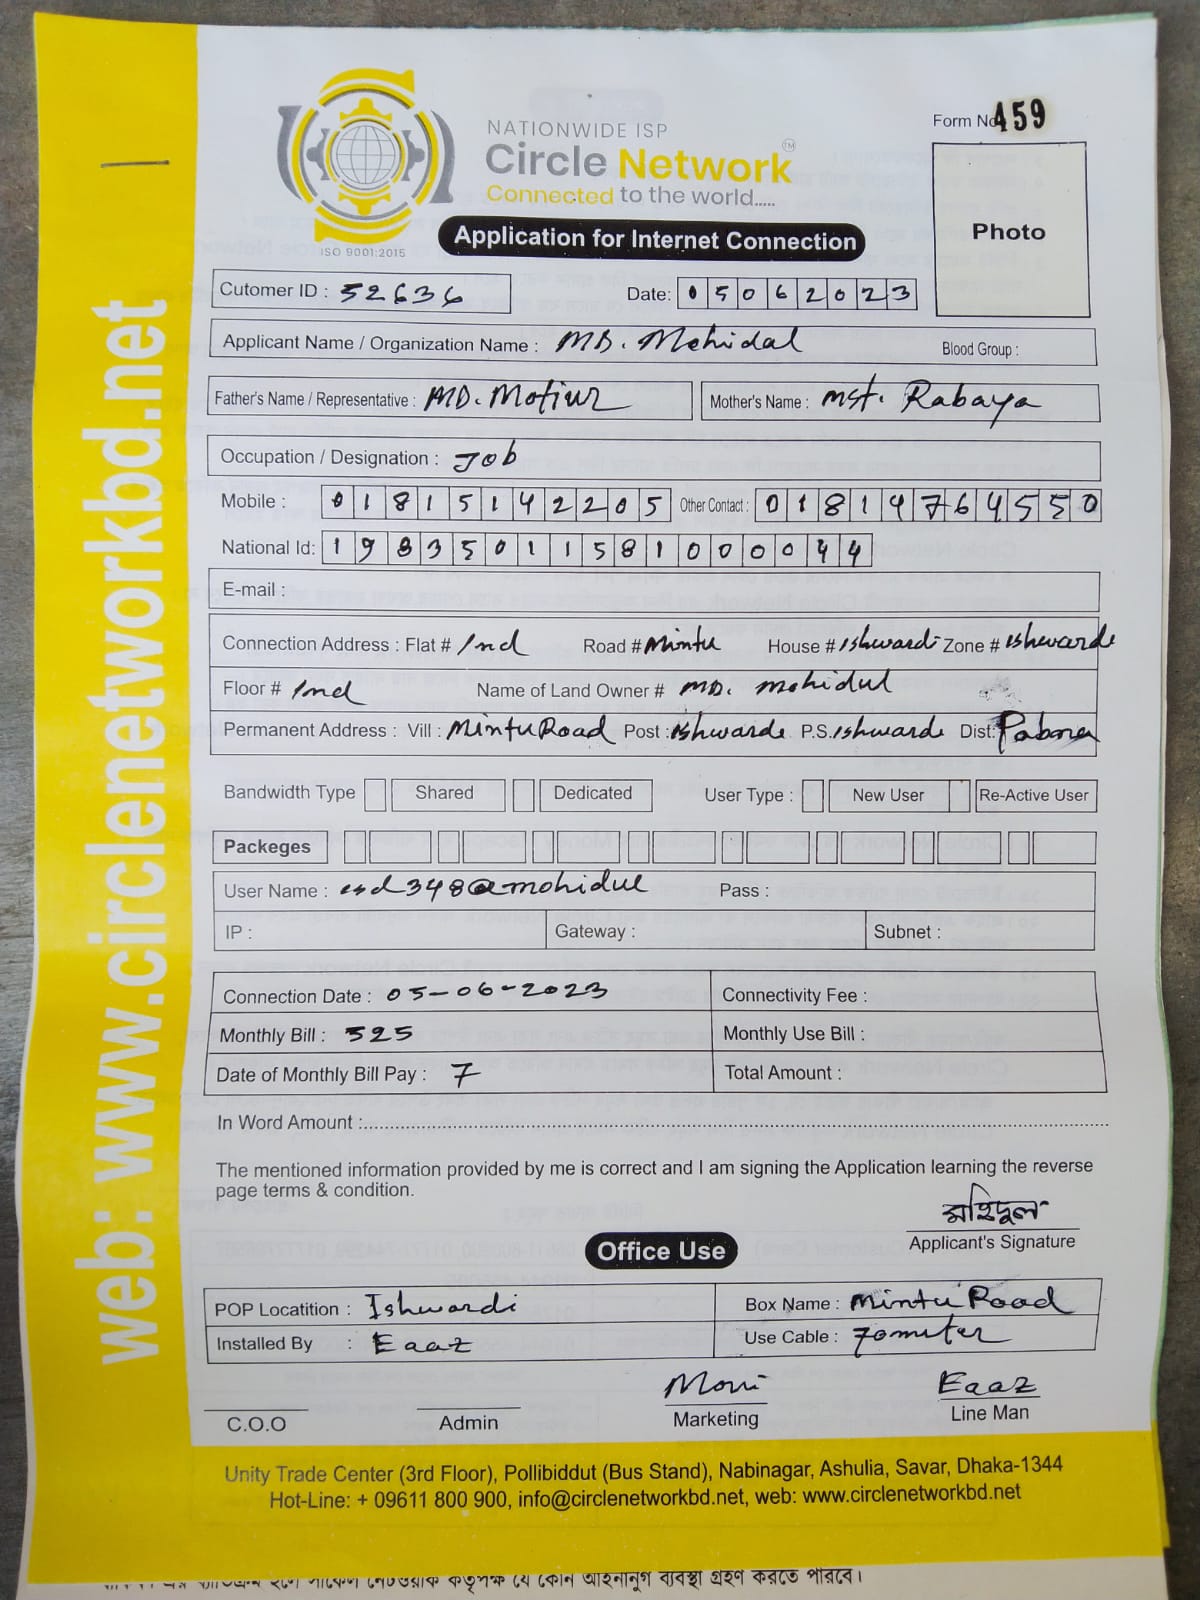 web: www.circlenetworkbd.net
NATIONWIDE ISP
Circle Network TM
Connected to the world.....
ISO 9001:2015
Form No 459
Photo
Application for Internet Connection
Cutomer ID : 52636 Date: 05062023
Applicant Name / Organization Name : MD. Mohidal Blood Group :
Father's Name / Representative : MD. Motiur Mother's Name : Mst. Rabaya
Occupation / Designation : Job
Mobile : 01815142205 Other Contact : 01814764550
National Id: 19835011581000044
E-mail :
Connection Address : Flat # 1nd Road # Mintu House # Ishwardi Zone # Ishwarde
Floor # 1nd Name of Land Owner # MD. Mohidul
Permanent Address : Vill : Mintu Road Post : Ishwarde P.S. Ishwarde Dist: Pabna
Bandwidth Type Shared Dedicated User Type : New User Re-Active User
Packeges
User Name : esd348@mohidul Pass :
IP : Gateway : Subnet :
Connection Date : 05-06-2023 Connectivity Fee :
Monthly Bill : 525 Monthly Use Bill :
Date of Monthly Bill Pay : 7 Total Amount :
In Word Amount :
The mentioned information provided by me is correct and I am signing the Application learning the reverse
page terms & condition.
মহিদুল
Applicant's Signature
Office Use
POP Locatition : Ishwardi Box Name : Mintu Road
Installed By : Eaaz Use Cable : 70 miter
Moni Eaaz
C.O.O Admin Marketing Line Man
Unity Trade Center (3rd Floor), Pollibiddut (Bus Stand), Nabinagar, Ashulia, Savar, Dhaka-1344
Hot-Line: + 09611 800 900, info@circlenetworkbd.net, web: www.circlenetworkbd.net
কর্তৃপক্ষ যে কোন আইনানুগ ব্যবস্থা গ্রহণ করতে পারবে।